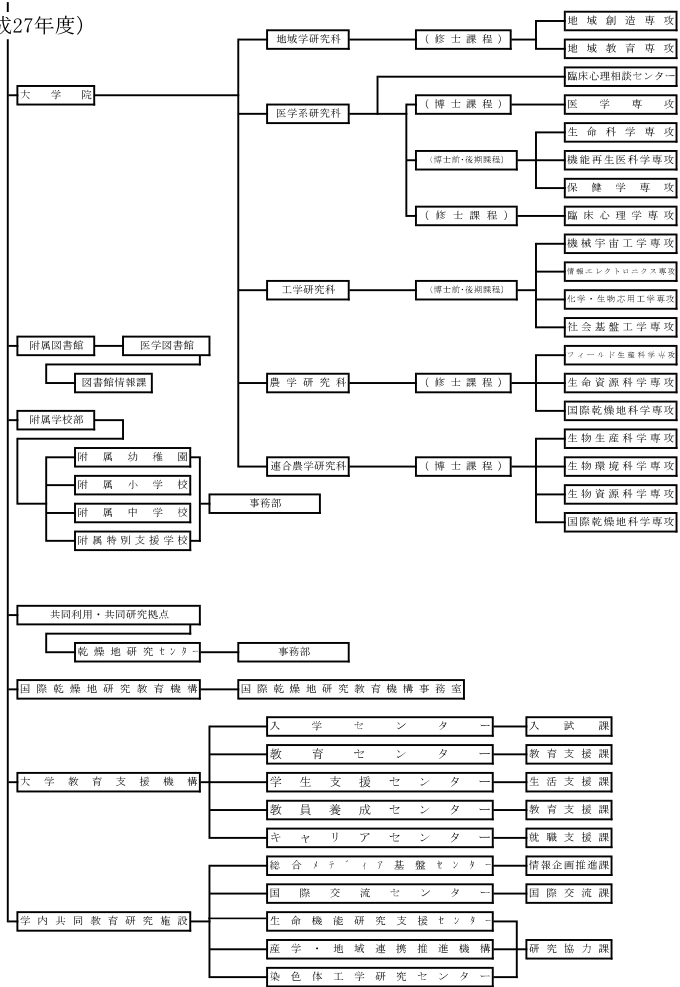 成27年度）
大学院
地域学研究科
（修士課程）
地域創造専攻
地域教育専攻
臨床心理相談センター
医学系研究科
（博士課程）
医学専攻
（博士前・後期課程）
生命科学専攻
機能再生医科学専攻
保健学専攻
（修士課程）
臨床心理学専攻
工学研究科
（博士前・後期課程）
機械宇宙工学専攻
情報エレクトロニクス専攻
化学・生物応用工学専攻
社会基盤工学専攻
農学研究科
（修士課程）
フィールド生産科学専攻
生命資源科学専攻
国際乾燥地科学専攻
連合農学研究科
（博士課程）
生物生産科学専攻
生物環境科学専攻
生物資源科学専攻
国際乾燥地科学専攻
附属図書館
医学図書館
図書館情報課
附属学校部
附属幼稚園
附属小学校
附属中学校
附属特別支援学校
事務部
共同利用・共同研究拠点
乾燥地研究センター
事務部
国際乾燥地研究教育機構
国際乾燥地研究教育機構事務室
大学教育支援機構
入学センター
入試課
教育センター
教育支援課
学生支援センター
生活支援課
教員養成センター
教育支援課
キャリアセンター
就職支援課
学内共同教育研究施設
総合メディア基盤センター
情報企画推進課
国際交流センター
国際交流課
生命機能研究支援センター
産学・地域連携推進機構
染色体工学研究センター
研究協力課